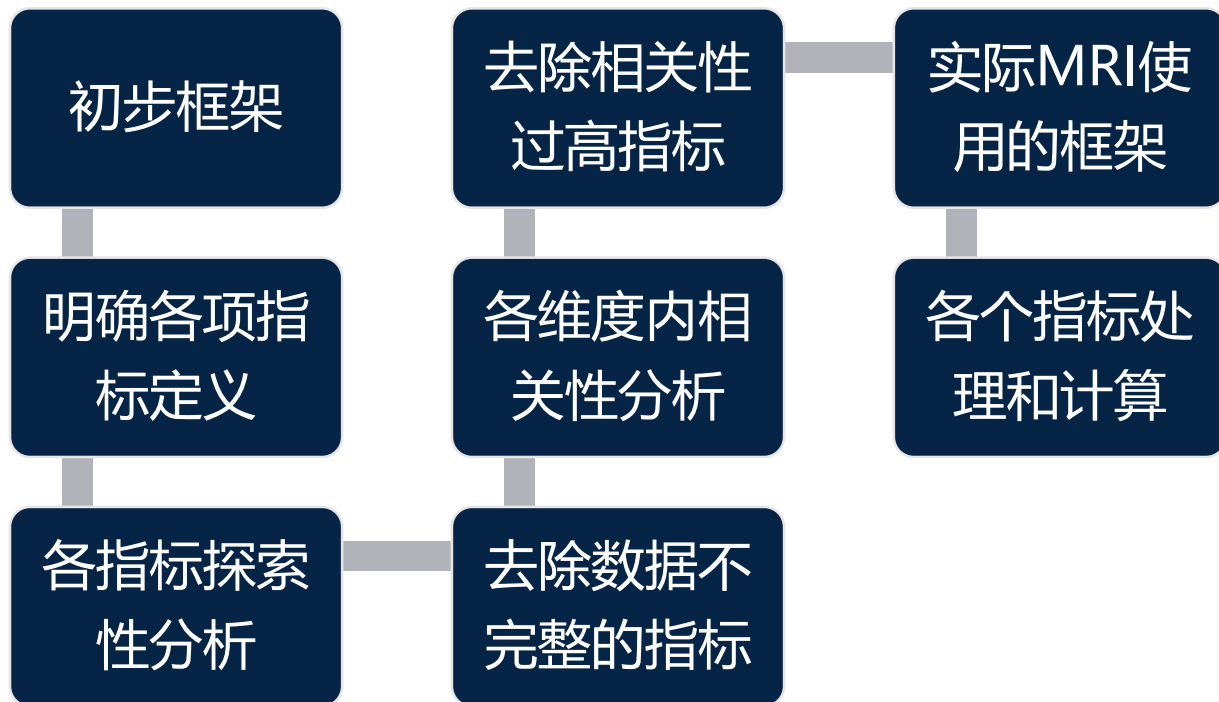 初步框架
明确各项指
标定义
各指标探索
性分析
去除数据不
完整的指标
各维度内相
关性分析
去除相关性
过高指标
实际MRI使
用的框架
各个指标处
理和计算